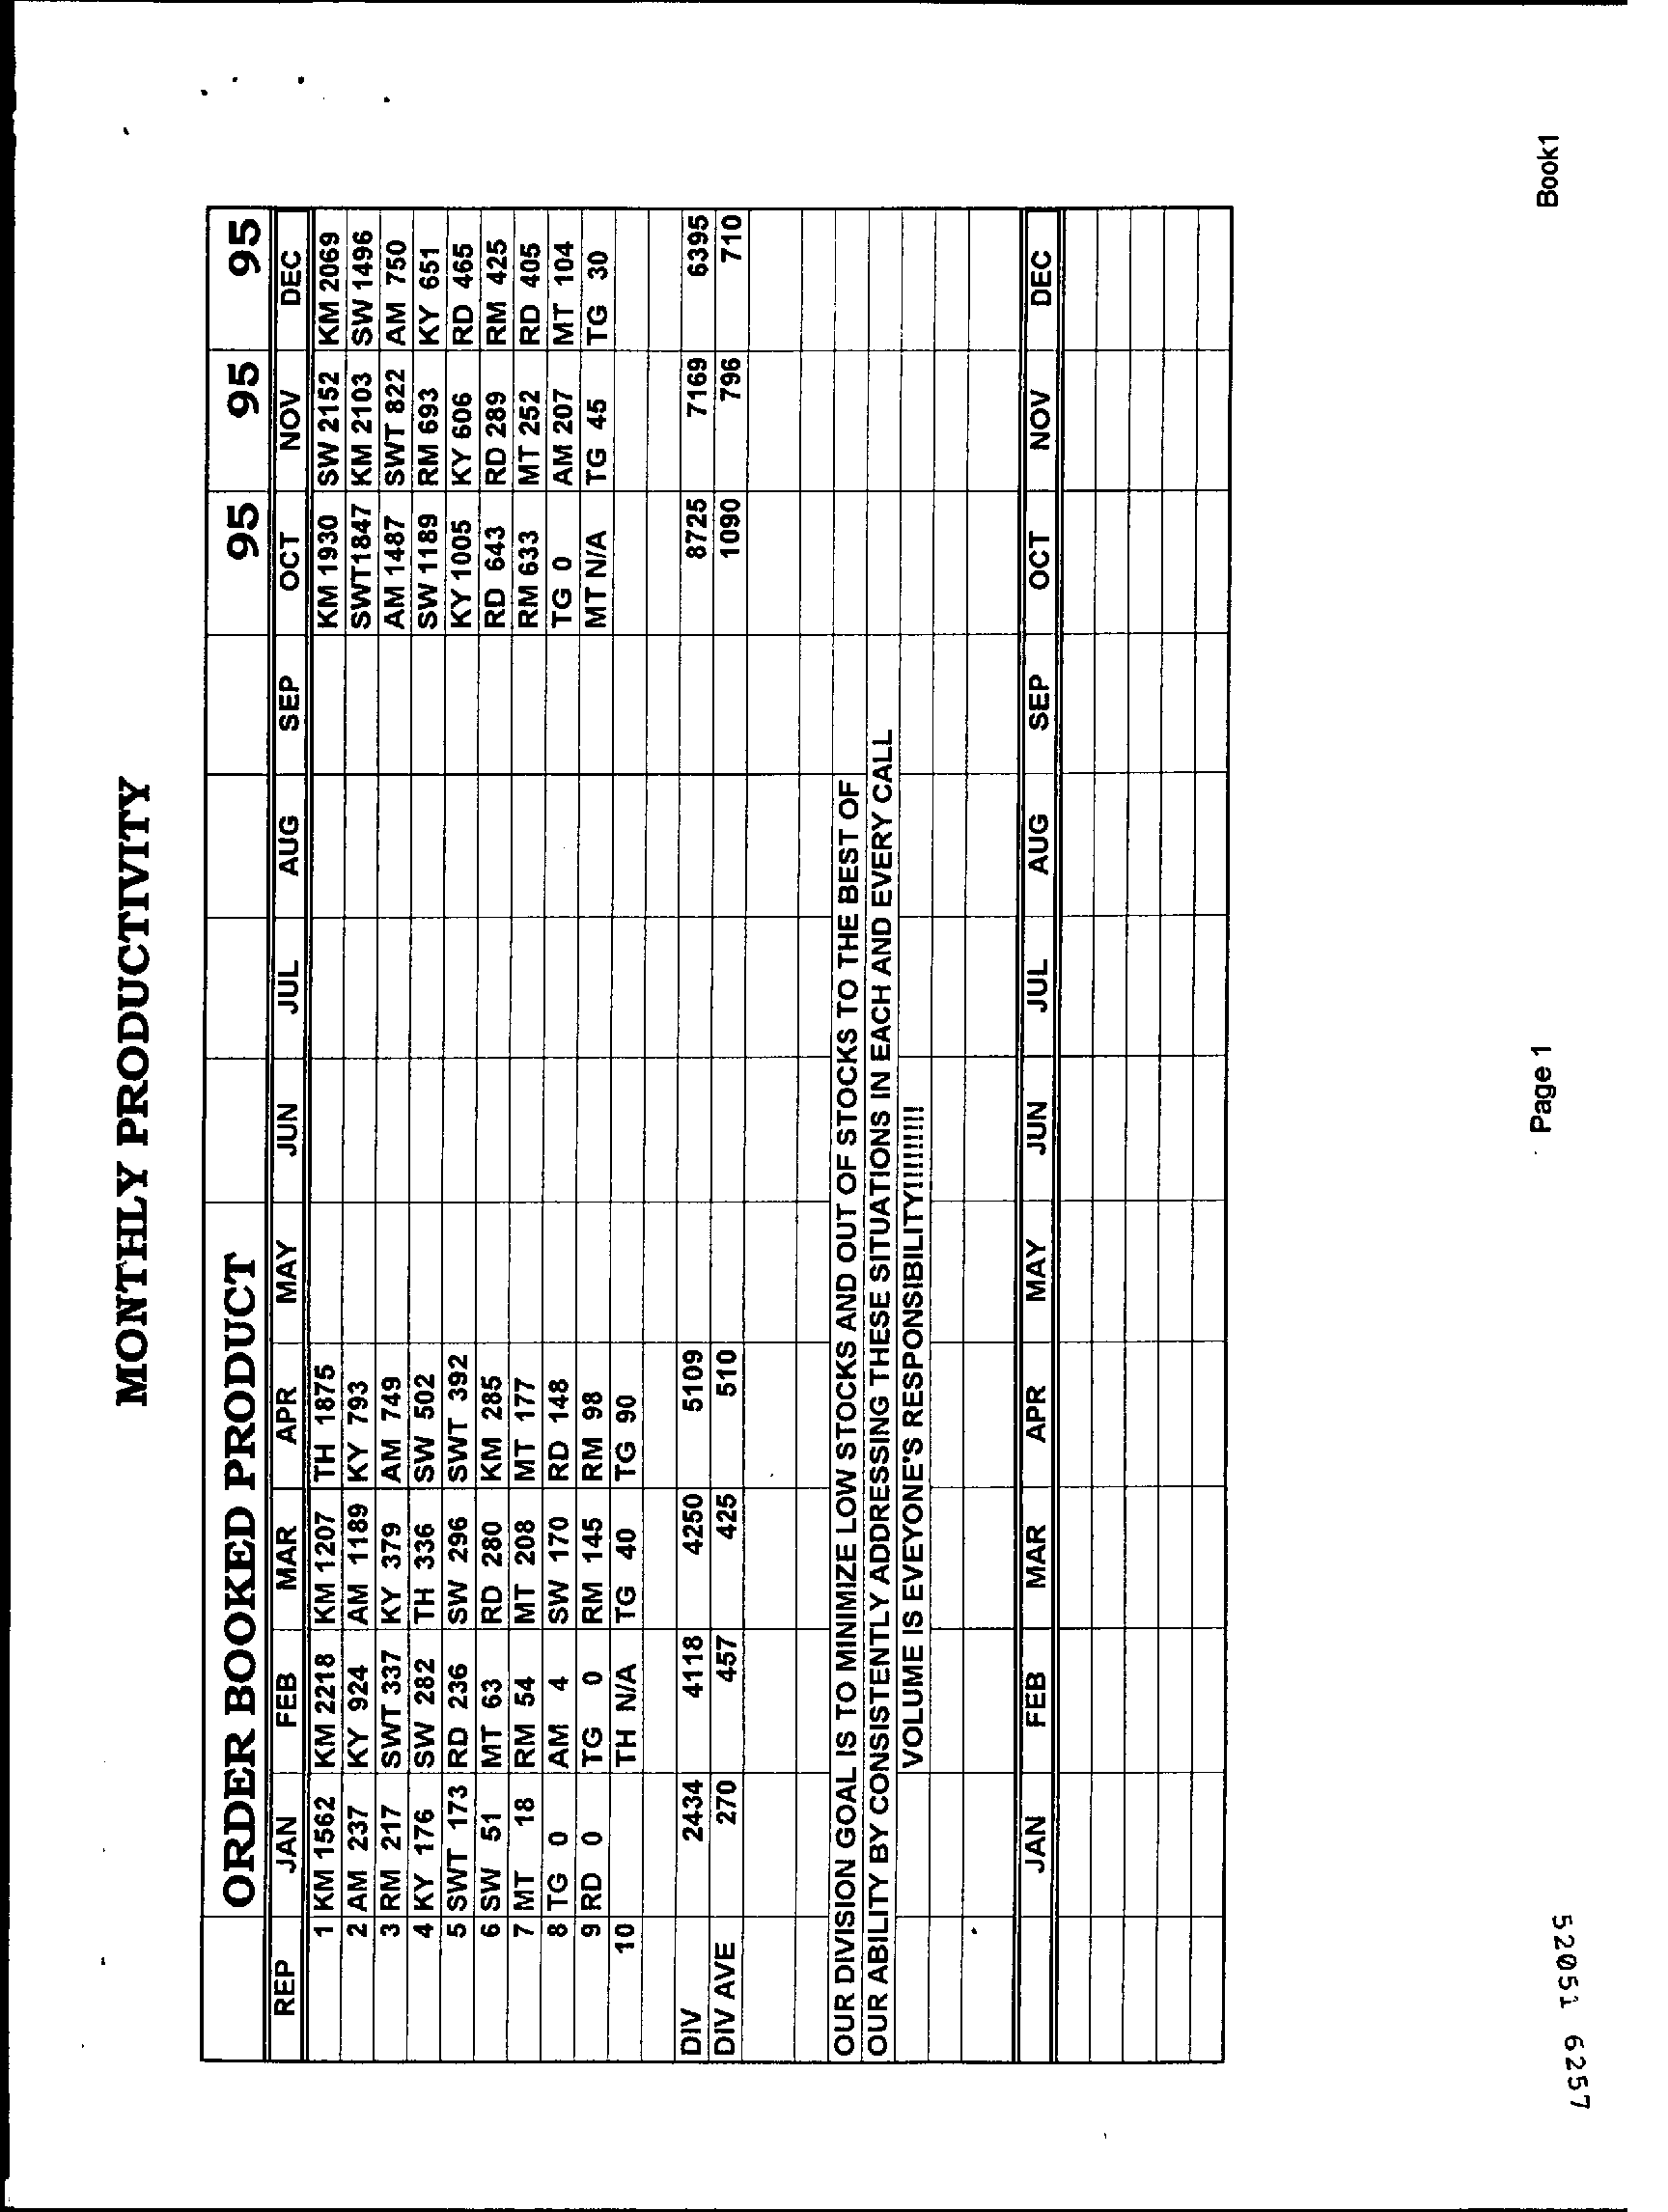 MONTHLY PRODUCTIVITY
ORDER BOOKED PRODUCT 95 95 95
REP JAN FEB MAR APR MAY JUN JUL AUG SEP OCT NOV DEC
1 KM 1562 KM 2218 KM 1207 TH 1875 KM 1930 SW 2152 KM 2069
2 AM 237 KY 924 AM 1189 KY 793 SWT1847 KM 2103 SW 1496
3 RM 217 SWT 337 KY 379 AM 749 AM 1487 SWT 822 AM 750
4 KY 176 SW 282 TH 336 SW 502 SW 1189 RM 693 KY 651
5 SWT 173 RD 236 SW 296 SWT 392 KY 1005 KY 606 RD 465
6 SW 51 MT 63 RD 280 KM 285 RD 643 RD 289 RM 425
7 MT 18 RM 54 MT 208 MT 177 RM 633 MT 252 RD 405
8 TG 0 AM 4 SW 170 RD 148 TG 0 AM 207 MT 104
9 RD 0 TG 0 RM 145 RM 98 MT N/A TG 45 TG 30
10 TH N/A TG 40 TG 90
DIV 2434 4118 4250 5109 8725 7169 6395
DIV AVE 270 457 425 510 1090 796 710
OUR DIVISION GOAL IS TO MINIMIZE LOW STOCKS AND OUT OF STOCKS TO THE BEST OF
OUR ABILITY BY CONSISTENTLY ADDRESSING THESE SITUATIONS IN EACH AND EVERY CALL
VOLUME IS EVEYONE'S RESPONSIBILITY!!!!!!!!!
JAN FEB MAR APR MAY JUN JUL AUG SEP OCT NOV DEC
Page 1
Book1
52051 6257